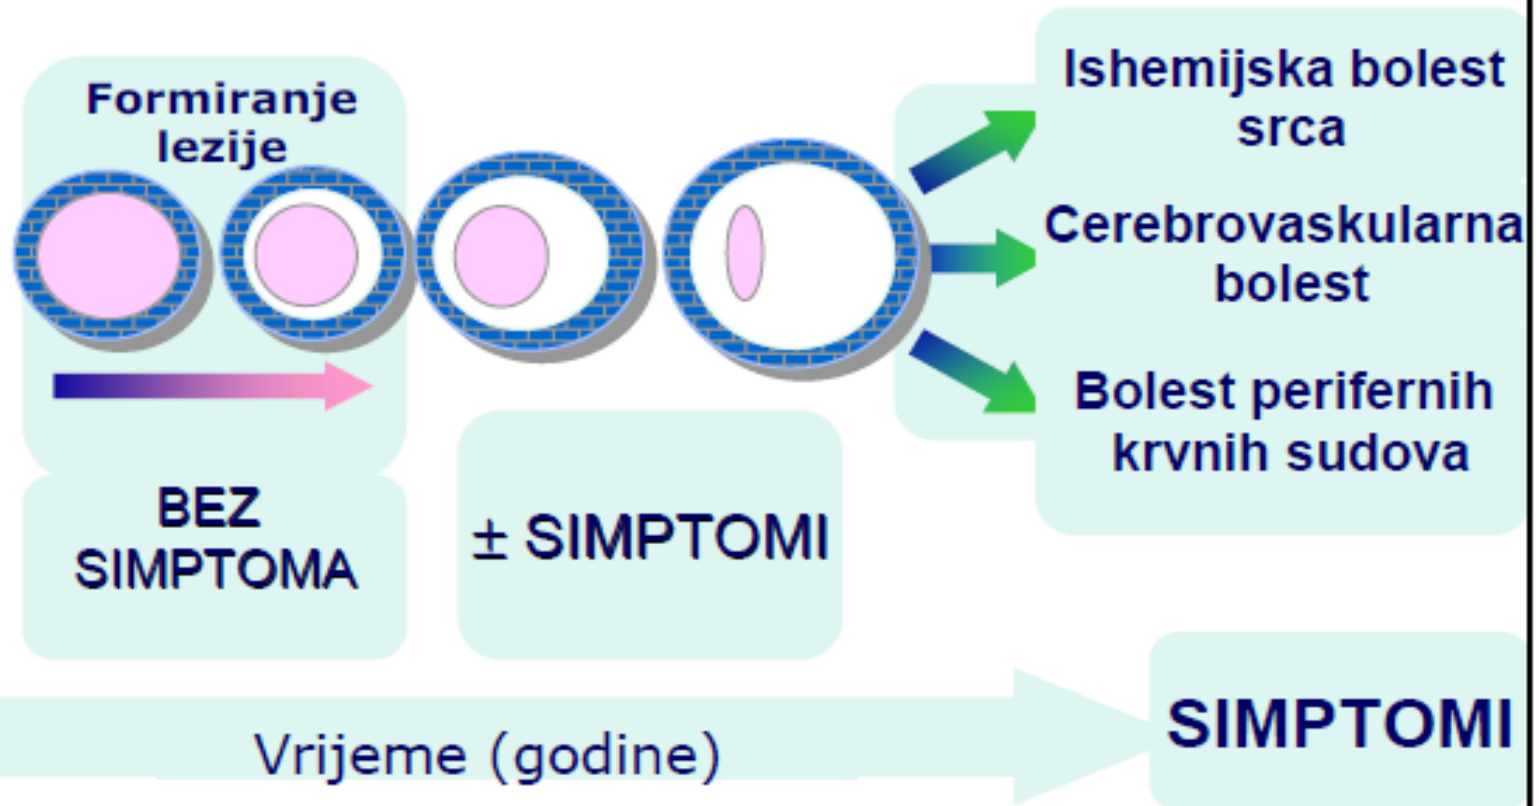 Formiranje
lezije
Ishemijska bolest
srca
Cerebrovaskularna
bolest
Bolest perifernih
krvnih sudova
BEZ
SIMPTOMA
± SIMPTOMI
SIMPTOMI
Vrijeme (godine)